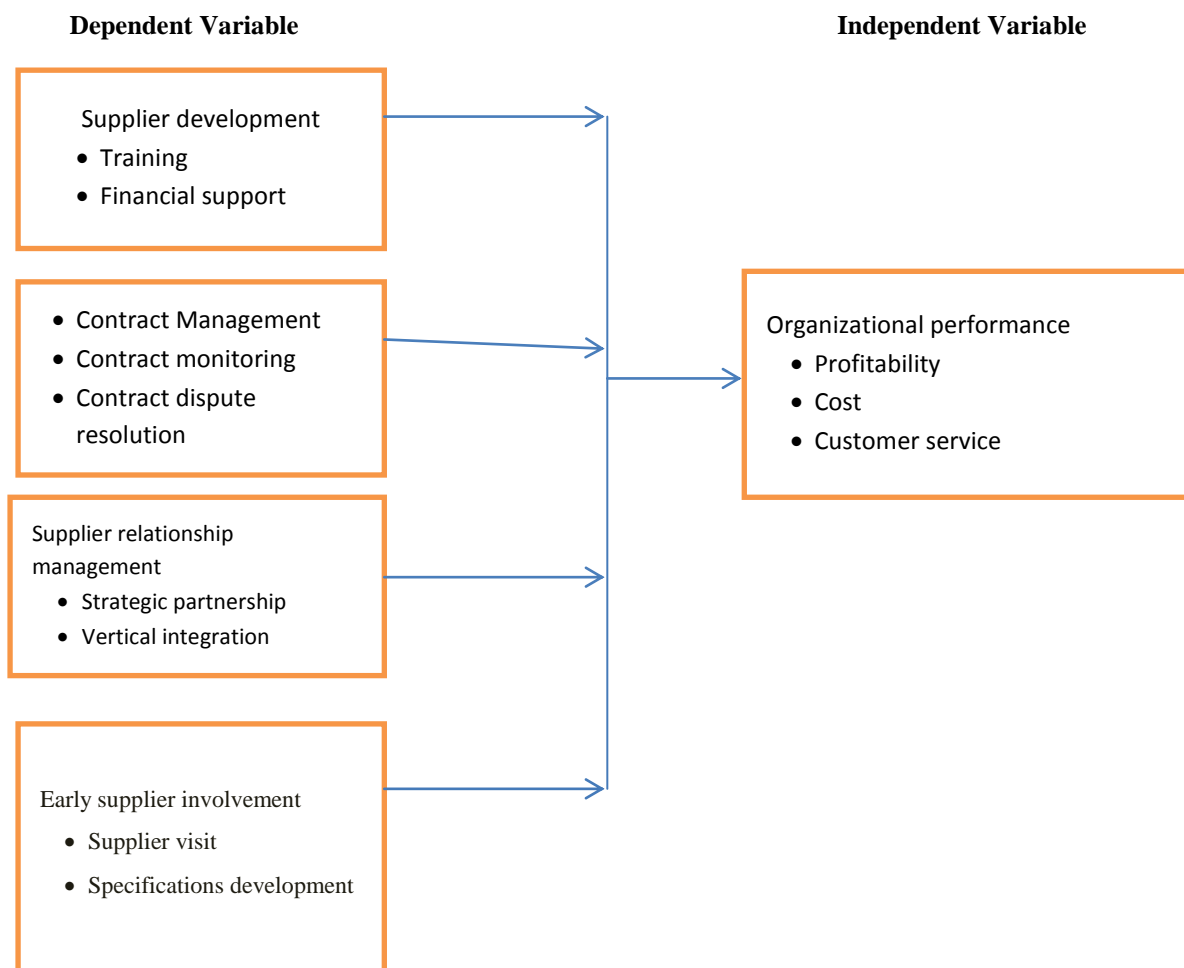 Dependent Variable
Independent Variable
Supplier development
• Training
• Financial support
• Contract Management
• Contract monitoring
• Contract dispute
resolution
Organizational performance
• Profitability
• Cost
• Customer service
Supplier relationship
management
• Strategic partnership
• Vertical integration
Early supplier involvement
• Supplier visit
• Specifications development